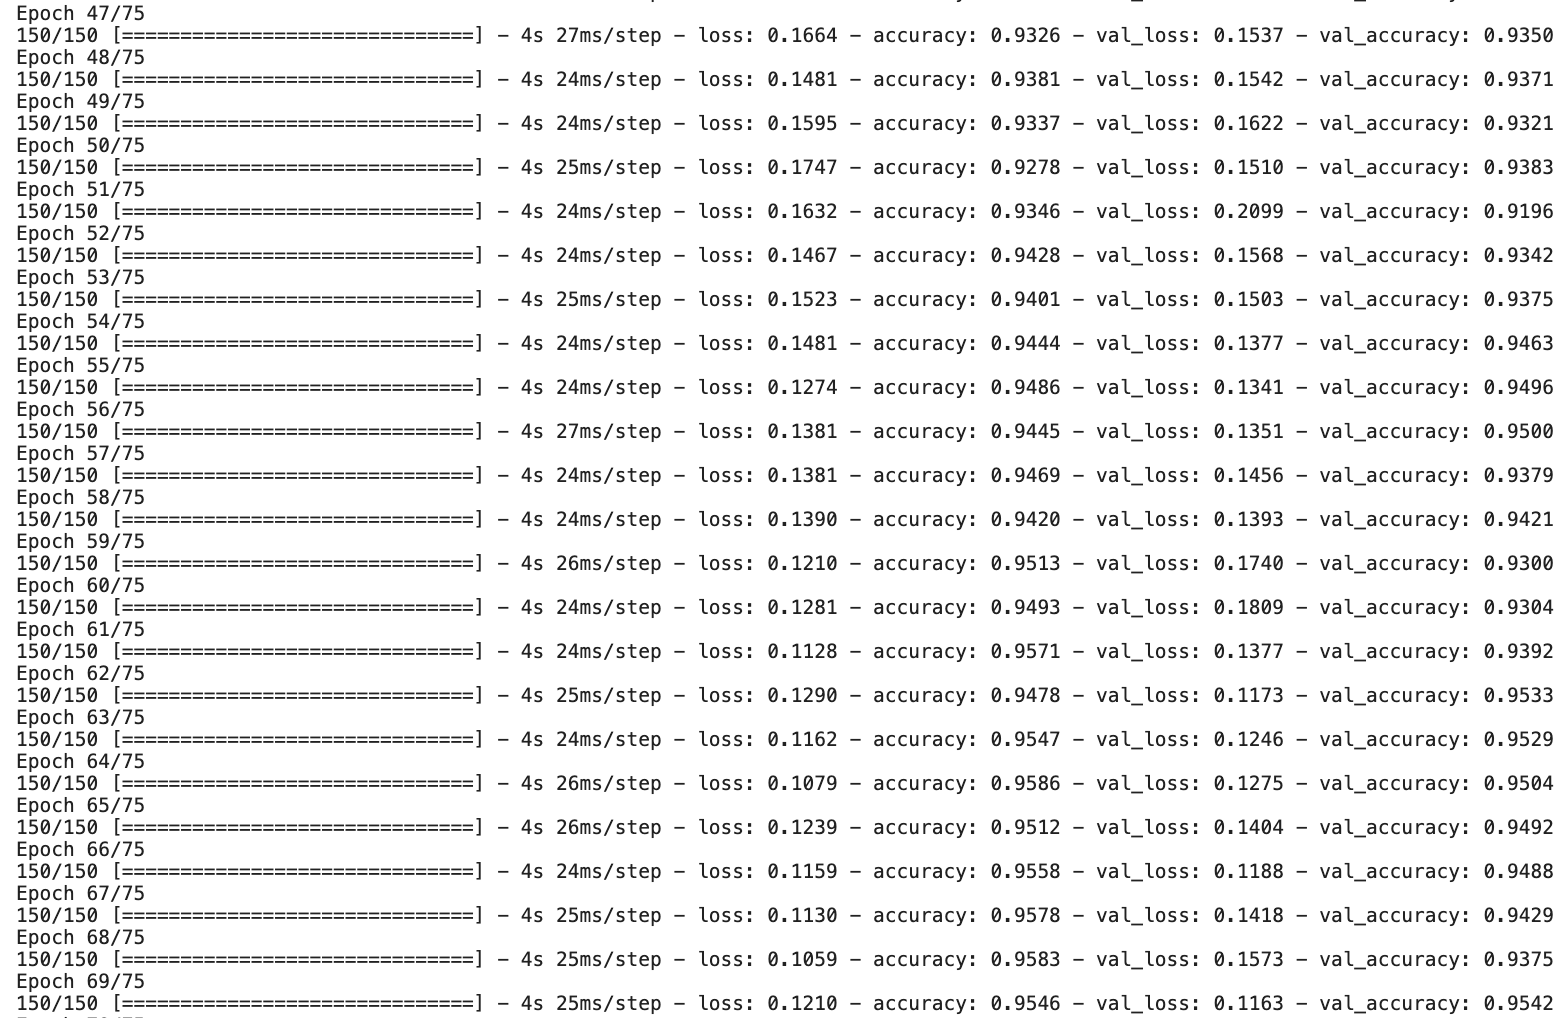 Epoch 47/75
150/150 [==============================] - 4s 27ms/step - loss: 0.1664 - accuracy: 0.9326 - val_loss: 0.1537 - val_accuracy: 0.9350
Epoch 48/75
150/150 [==============================] - 4s 24ms/step - loss: 0.1481 - accuracy: 0.9381 - val_loss: 0.1542 - val_accuracy: 0.9371
Epoch 49/75
150/150 [==============================] - 4s 24ms/step - loss: 0.1595 - accuracy: 0.9337 - val_loss: 0.1622 - val_accuracy: 0.9321
Epoch 50/75
150/150 [==============================] - 4s 25ms/step - loss: 0.1747 - accuracy: 0.9278 - val_loss: 0.1510 - val_accuracy: 0.9383
Epoch 51/75
150/150 [==============================] - 4s 24ms/step - loss: 0.1632 - accuracy: 0.9346 - val_loss: 0.2099 - val_accuracy: 0.9196
Epoch 52/75
150/150 [==============================] - 4s 24ms/step - loss: 0.1467 - accuracy: 0.9428 - val_loss: 0.1568 - val_accuracy: 0.9342
Epoch 53/75
150/150 [==============================] - 4s 25ms/step - loss: 0.1523 - accuracy: 0.9401 - val_loss: 0.1503 - val_accuracy: 0.9375
Epoch 54/75
150/150 [==============================] - 4s 24ms/step - loss: 0.1481 - accuracy: 0.9444 - val_loss: 0.1377 - val_accuracy: 0.9463
Epoch 55/75
150/150 [==============================] - 4s 24ms/step - loss: 0.1274 - accuracy: 0.9486 - val_loss: 0.1341 - val_accuracy: 0.9496
Epoch 56/75
150/150 [==============================] - 4s 27ms/step - loss: 0.1381 - accuracy: 0.9445 - val_loss: 0.1351 - val_accuracy: 0.9500
Epoch 57/75
150/150 [==============================] - 4s 24ms/step - loss: 0.1381 - accuracy: 0.9469 - val_loss: 0.1456 - val_accuracy: 0.9379
Epoch 58/75
150/150 [==============================] - 4s 24ms/step - loss: 0.1390 - accuracy: 0.9420 - val_loss: 0.1393 - val_accuracy: 0.9421
Epoch 59/75
150/150 [==============================] - 4s 26ms/step - loss: 0.1210 - accuracy: 0.9513 - val_loss: 0.1740 - val_accuracy: 0.9300
Epoch 60/75
150/150 [==============================] - 4s 24ms/step - loss: 0.1281 - accuracy: 0.9493 - val_loss: 0.1809 - val_accuracy: 0.9304
Epoch 61/75
150/150 [==============================] - 4s 24ms/step - loss: 0.1128 - accuracy: 0.9571 - val_loss: 0.1377 - val_accuracy: 0.9392
Epoch 62/75
150/150 [==============================] - 4s 25ms/step - loss: 0.1290 - accuracy: 0.9478 - val_loss: 0.1173 - val_accuracy: 0.9533
Epoch 63/75
150/150 [==============================] - 4s 24ms/step - loss: 0.1162 - accuracy: 0.9547 - val_loss: 0.1246 - val_accuracy: 0.9529
Epoch 64/75
150/150 [==============================] - 4s 26ms/step - loss: 0.1079 - accuracy: 0.9586 - val_loss: 0.1275 - val_accuracy: 0.9504
Epoch 65/75
150/150 [==============================] - 4s 26ms/step - loss: 0.1239 - accuracy: 0.9512 - val_loss: 0.1404 - val_accuracy: 0.9492
Epoch 66/75
150/150 [==============================] - 4s 24ms/step - loss: 0.1159 - accuracy: 0.9558 - val_loss: 0.1188 - val_accuracy: 0.9488
Epoch 67/75
150/150 [==============================] - 4s 25ms/step - loss: 0.1130 - accuracy: 0.9578 - val_loss: 0.1418 - val_accuracy: 0.9429
Epoch 68/75
150/150 [==============================] - 4s 25ms/step - loss: 0.1059 - accuracy: 0.9583 - val_loss: 0.1573 - val_accuracy: 0.9375
Epoch 69/75
150/150 [==============================] - 4s 25ms/step - loss: 0.1210 - accuracy: 0.9546 - val_loss: 0.1163 - val_accuracy: 0.9542